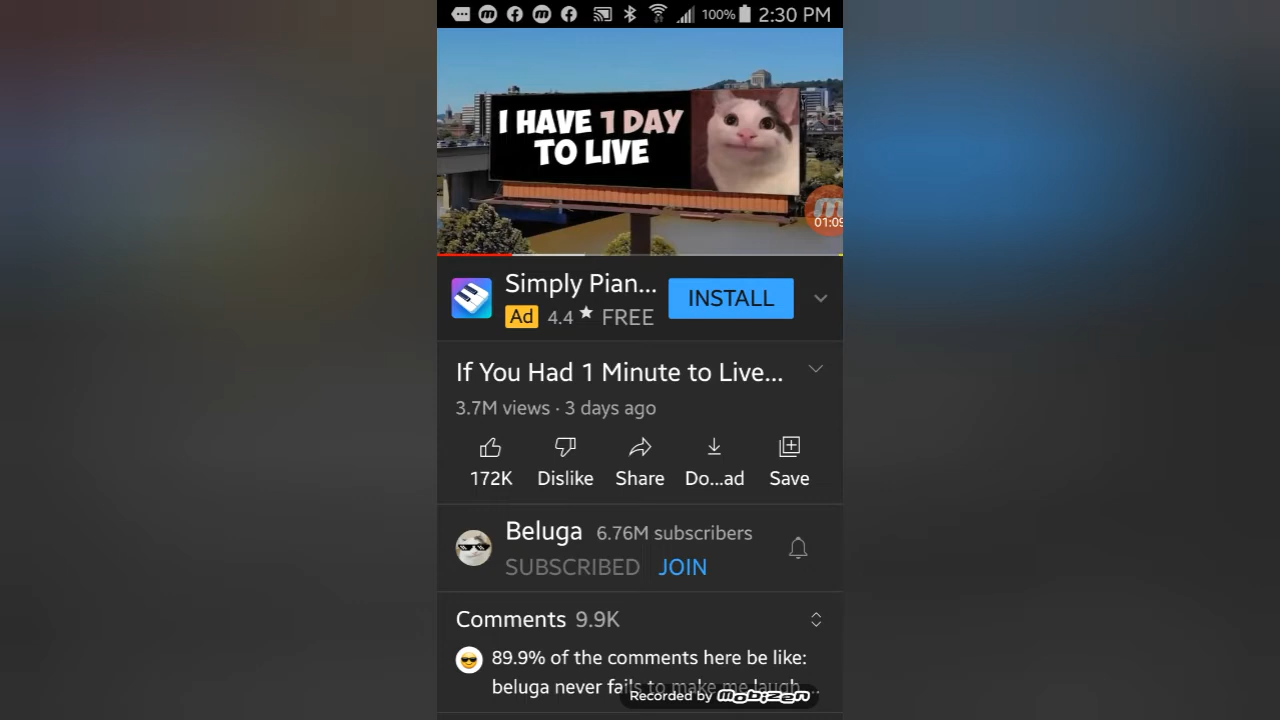 100% 2:30 PM
I HAVE 1 DAY
TO LIVE
01:09
Simply Pian... INSTALL
Ad 4.4 ★ FREE
If You Had 1 Minute to Live...
3.7M views · 3 days ago
172K Dislike Share Do...ad Save
Beluga 6.76M subscribers
SUBSCRIBED JOIN
Comments 9.9K
89.9% of the comments here be like:
beluga never fails to make me laugh...
Recorded by mobizen